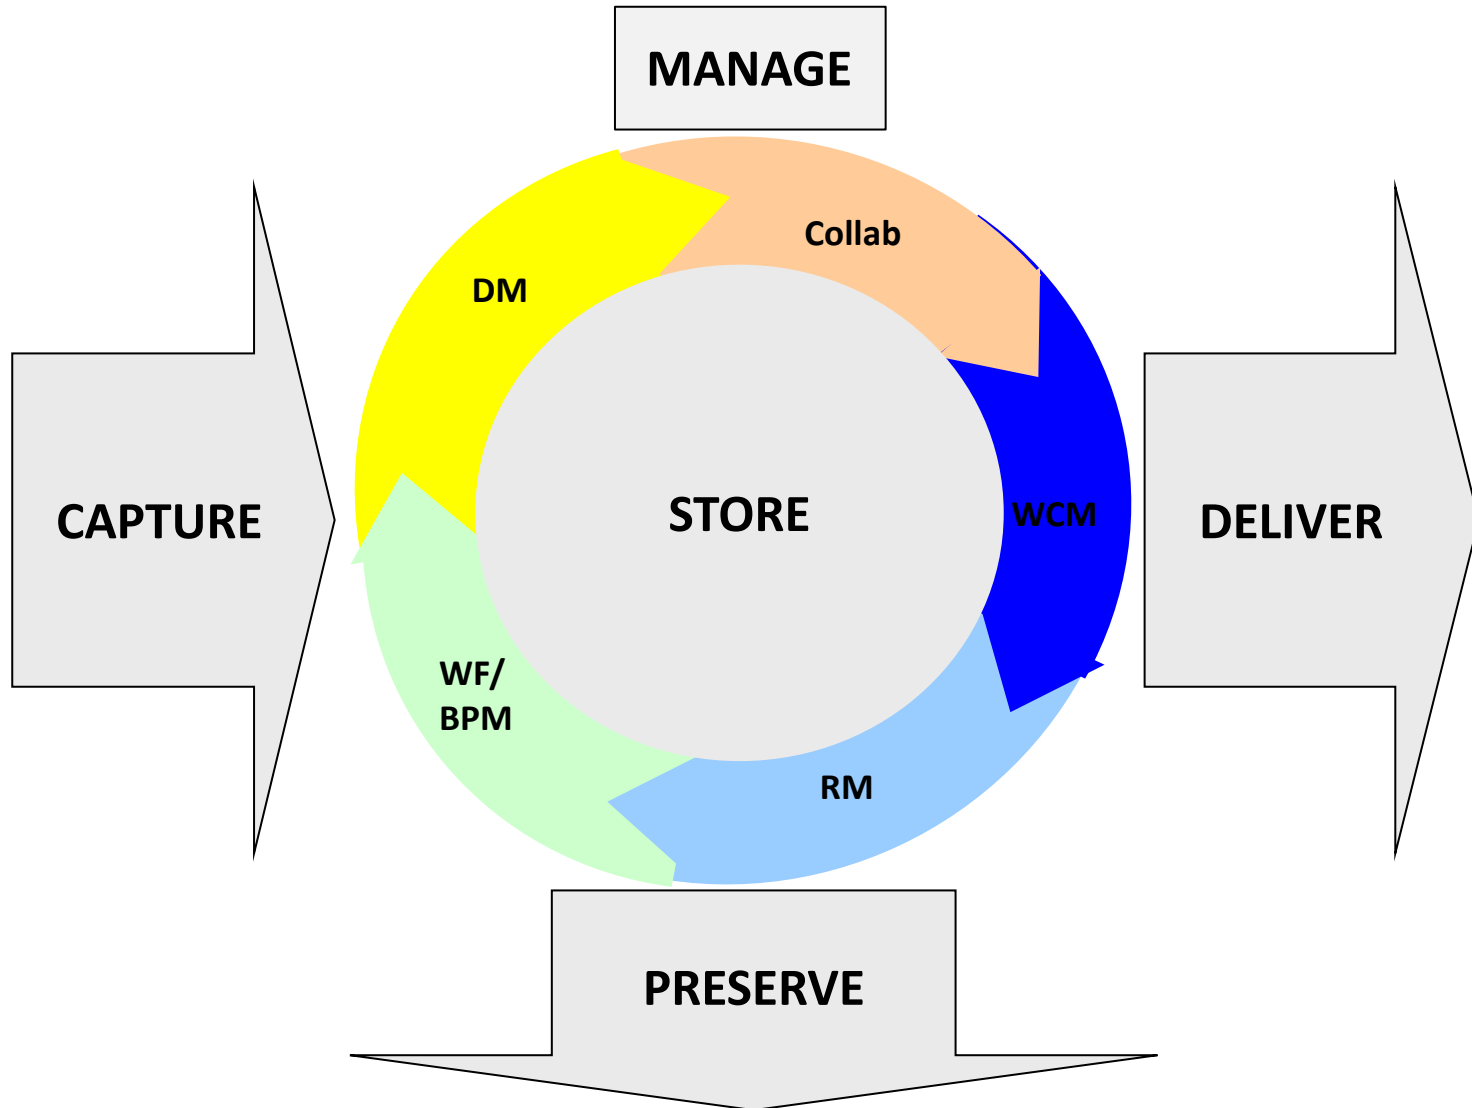 MANAGE
Collab
DM
CAPTURE
STORE
WCM
DELIVER
WF/
BPM
RM
PRESERVE